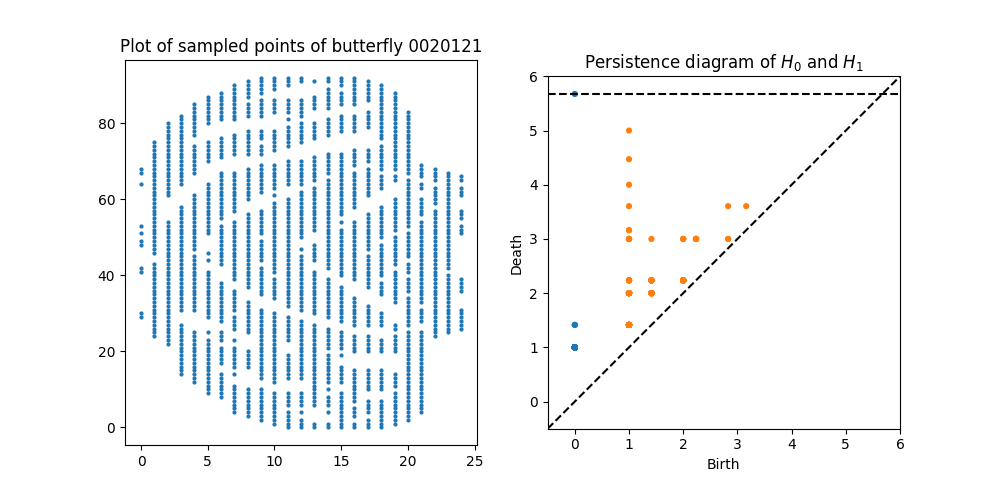 Plot of sampled points of butterfly 0020121
80
60
40
20
0
0 5 10 15 20 25
Persistence diagram of H₀ and H₁
6
5
4
3
2
1
0
Death
0 1 2 3 4 5 6
Birth